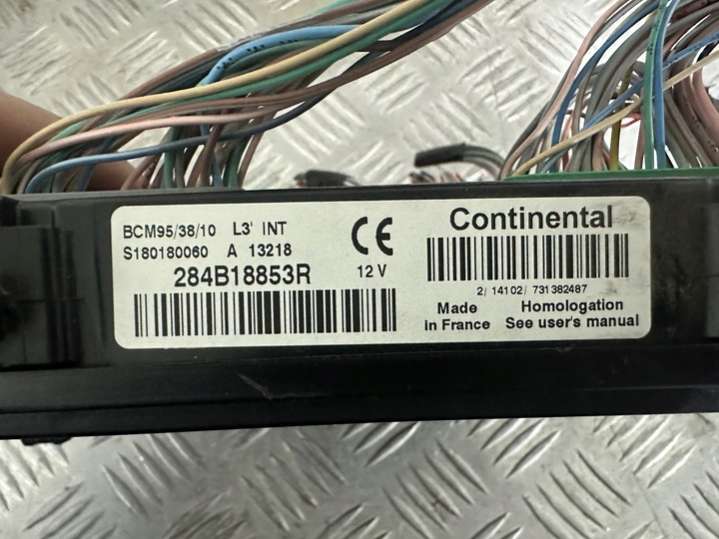 BCM95/38/10 L3' INT
S180180060 A 13218
284B18853R
CE
12 V
Continental
2/ 14102/ 731382487
Made in France
Homologation
See user's manual